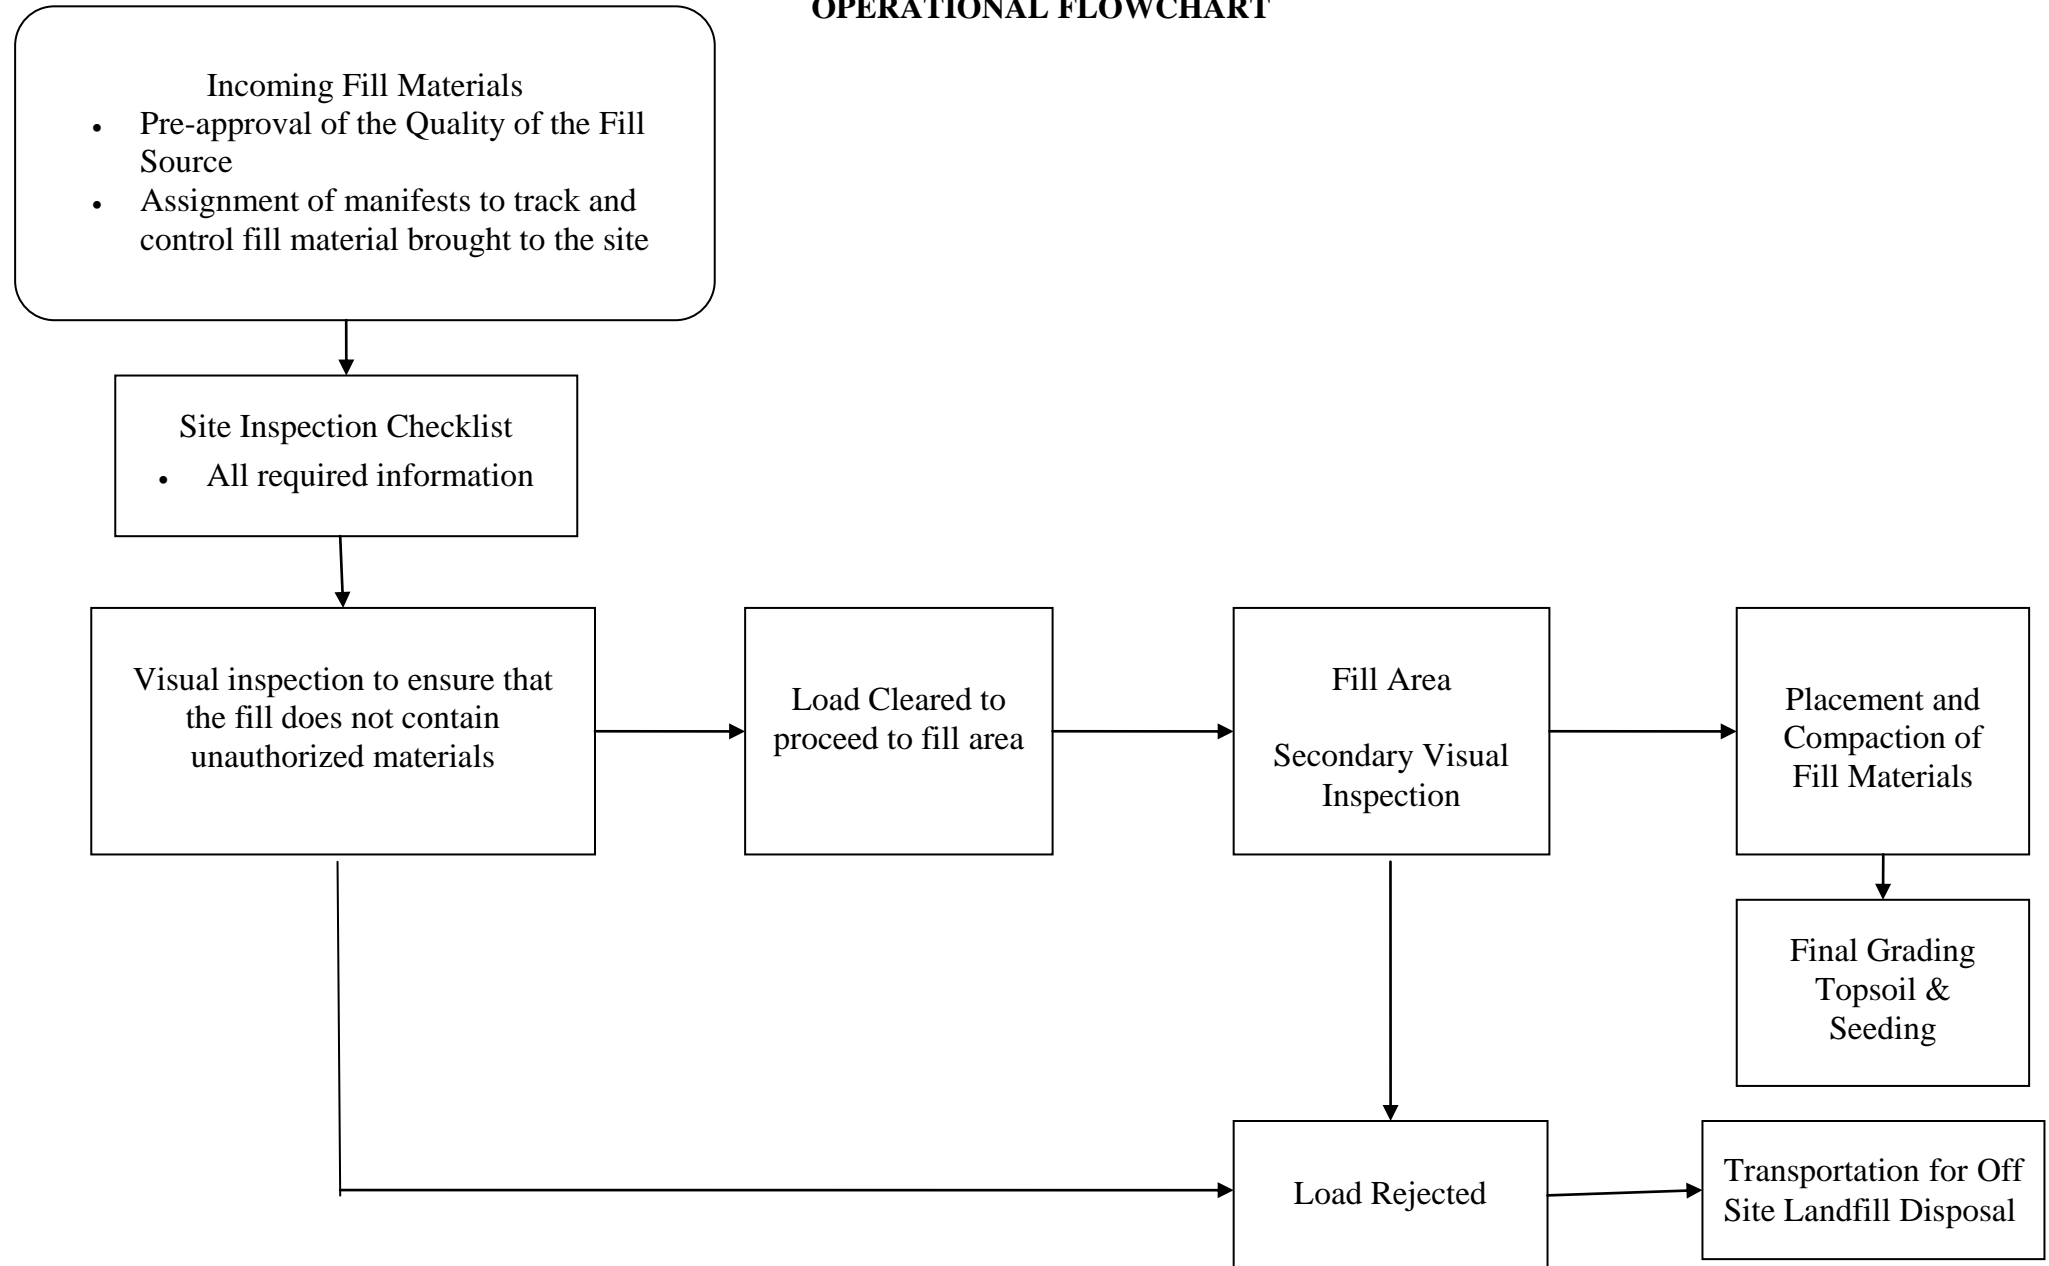 OPERATIONAL FLOWCHART
Incoming Fill Materials
• Pre-approval of the Quality of the Fill
Source
• Assignment of manifests to track and
control fill material brought to the site
Site Inspection Checklist
• All required information
Visual inspection to ensure that
the fill does not contain
unauthorized materials
Load Cleared to
proceed to fill area
Fill Area
Secondary Visual
Inspection
Placement and
Compaction of
Fill Materials
Final Grading
Topsoil &
Seeding
Load Rejected
Transportation for Off
Site Landfill Disposal